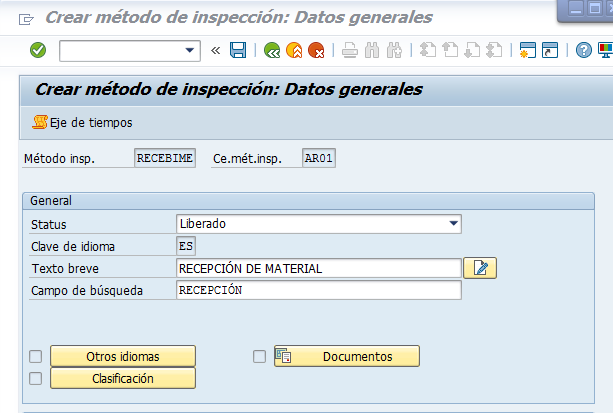 Crear método de inspección: Datos generales
Crear método de inspección: Datos generales
Eje de tiempos
Método insp. RECEBIME Ce.mét.insp. AR01
General
Status Liberado
Clave de idioma ES
Texto breve RECEPCIÓN DE MATERIAL
Campo de búsqueda RECEPCIÓN
Otros idiomas Documentos
Clasificación